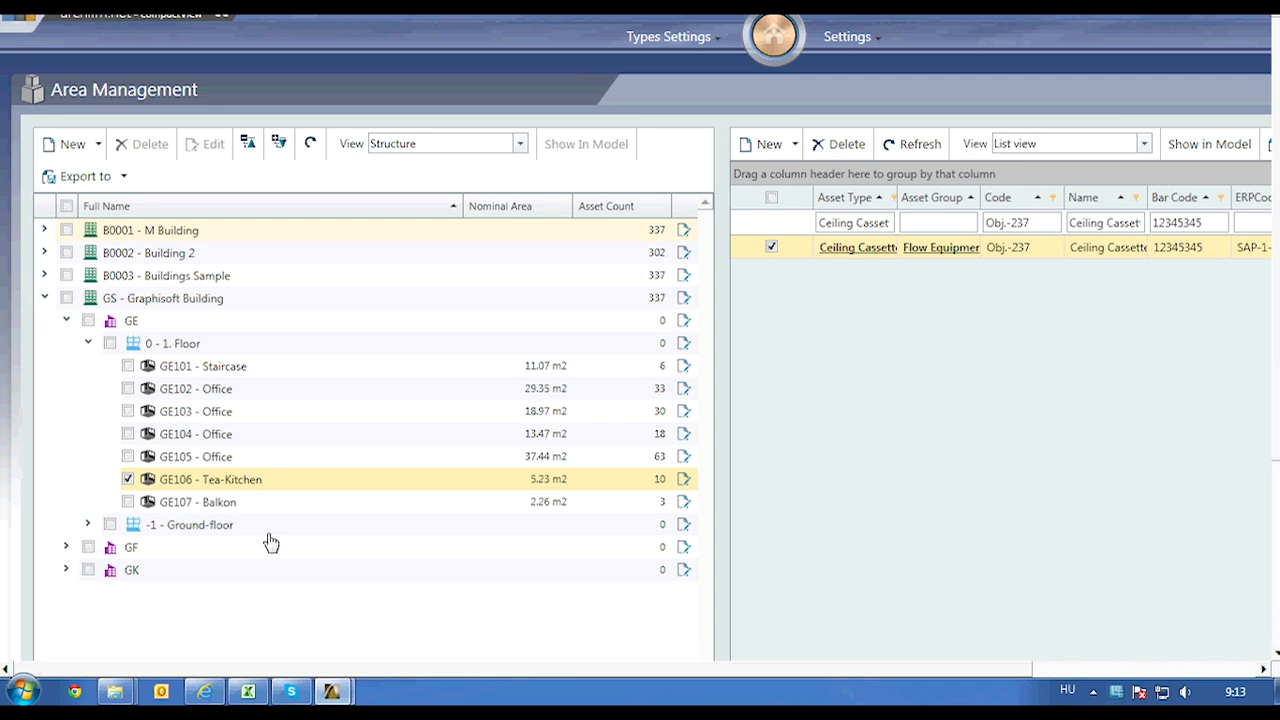 Types Settings
Settings
Area Management
New Delete Edit View Structure Show In Model
Export to
New Delete Refresh View List view Show in Model
Drag a column header here to group by that column
Full Name Nominal Area Asset Count
Asset Type Asset Group Code Name Bar Code ERPCo
Ceiling Casset Obj.-237 Ceiling Casset 12345345
Ceiling Cassett Flow Equipmer Obj.-237 Ceiling Cassette 12345345 SAP-1-
B0001 - M Building 337
B0002 - Building 2 302
B0003 - Buildings Sample 337
GS - Graphisoft Building 337
GE 0
0 - 1. Floor 0
GE101 - Staircase 11.07 m2 6
GE102 - Office 29.35 m2 33
GE103 - Office 18.97 m2 30
GE104 - Office 13.47 m2 18
GE105 - Office 37.44 m2 63
GE106 - Tea-Kitchen 5.23 m2 10
GE107 - Balkon 2.26 m2 3
-1 - Ground-floor 0
GF 0
GK 0
HU 9:13